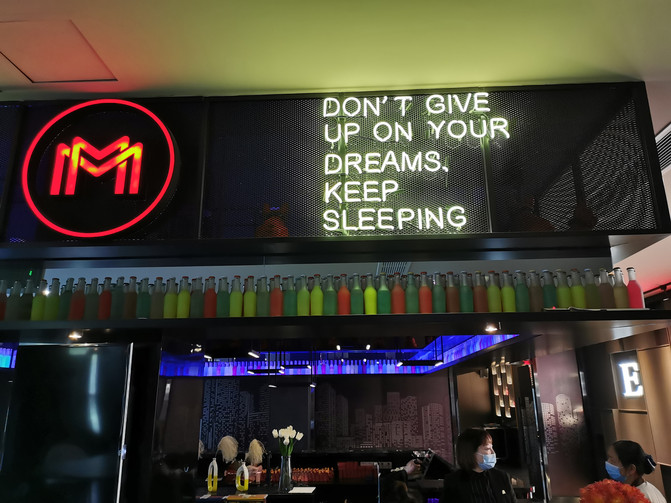 M
DON'T GIVE
UP ON YOUR
DREAMS.
KEEP
SLEEPING
E